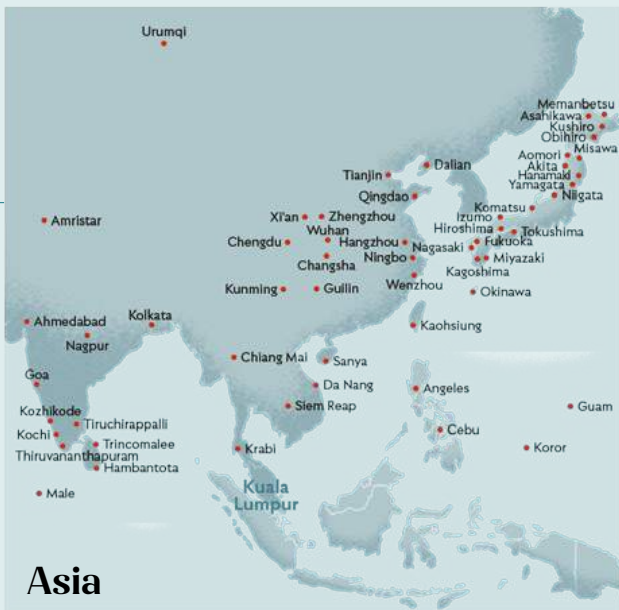 Urumqi
Memanbetsu
Asahikawa
Kushiro
Obihiro
Misawa
Aomori
Akita
Hanamaki
Yamagata
Niigata
Dalian
Tianjin
Qingdao
Komatsu
Izumo
Hiroshima
Tokushima
Xi'an
Zhengzhou
Amristar
Wuhan
Chengdu
Hangzhou
Nagasaki
Fukuoka
Changsha
Ningbo
Miyazaki
Kagoshima
Wenzhou
Kunming
Guilin
Okinawa
Ahmedabad
Kolkata
Kaohsiung
Nagpur
Chiang Mai
Sanya
Goa
Da Nang
Angeles
Siem Reap
Guam
Kozhikode
Tiruchirappalli
Cebu
Kochi
Trincomalee
Krabi
Koror
Thiruvananthapuram
Hambantota
Kuala
Lumpur
Male
Asia